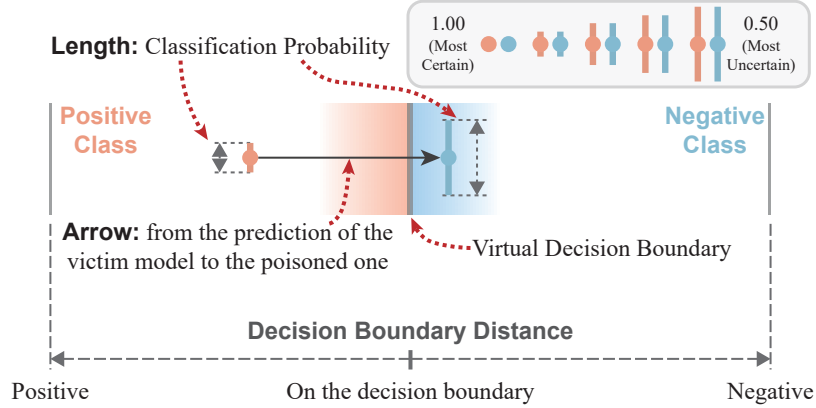 1.00
(Most
Certain)
0.50
(Most
Uncertain)
Length: Classification Probability
Positive
Class
Negative
Class
Arrow: from the prediction of the
victim model to the poisoned one
Virtual Decision Boundary
Decision Boundary Distance
Positive
On the decision boundary
Negative